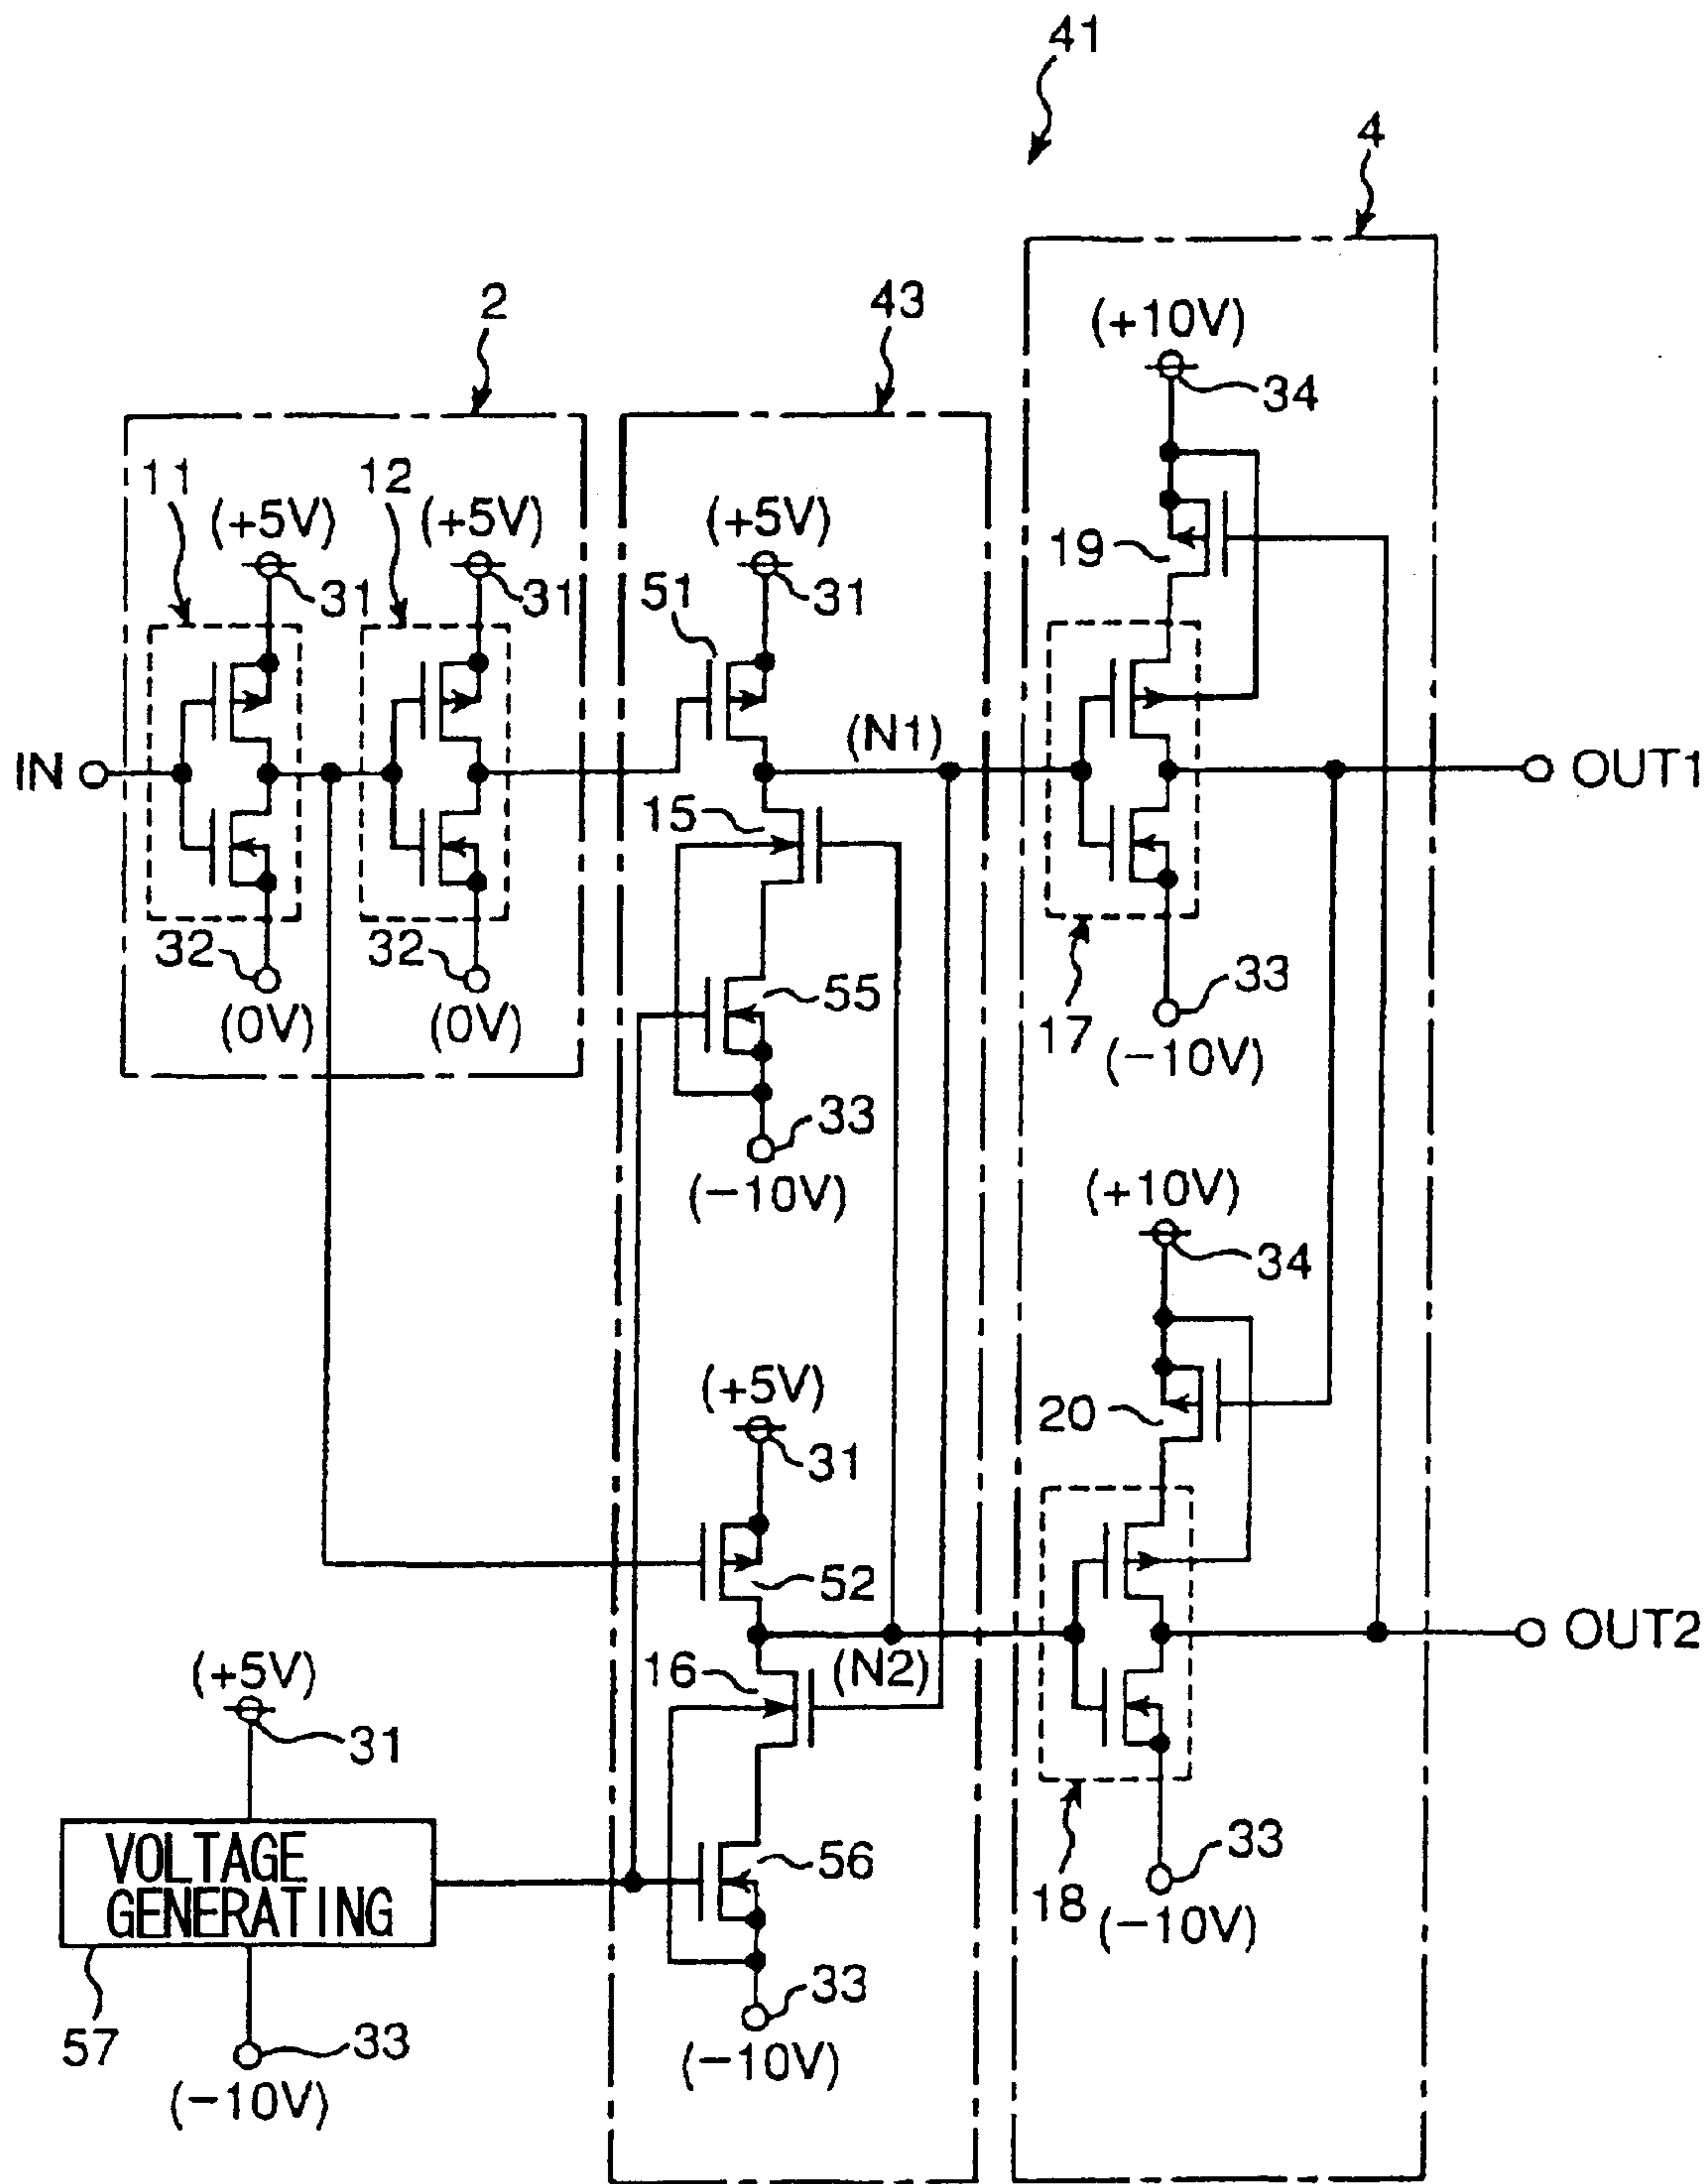 41
4
2
43
(+10V)
34
11
12
(+5V)
(+5V)
(+5V)
19
31
31
51
31
IN
(N1)
OUT1
15
32
32
(0V)
(0V)
55
33
17
(-10V)
33
(-10V)
(+10V)
34
(+5V)
20
31
52
OUT2
(+5V)
16
(N2)
31
VOLTAGE
GENERATING
56
33
18
(-10V)
57
33
(-10V)
33
(-10V)